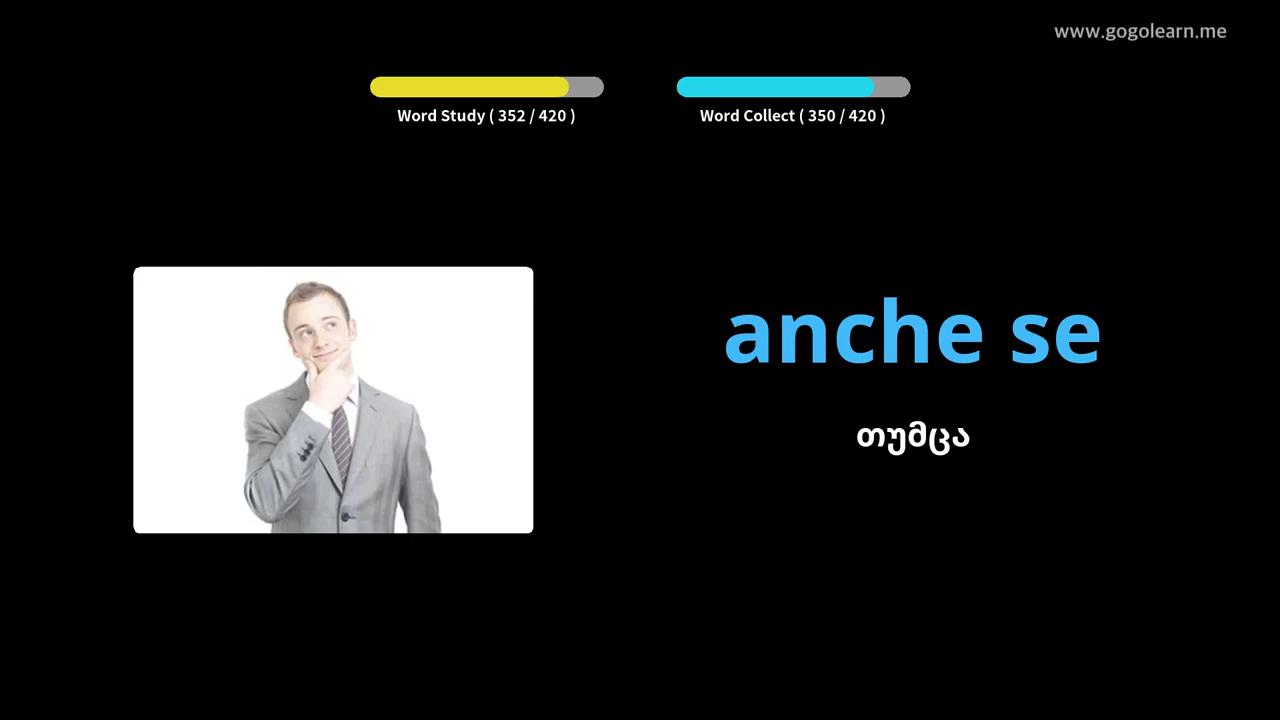 www.gogolearn.me
Word Study ( 352 / 420 )
Word Collect ( 350 / 420 )
anche se
თუმცა